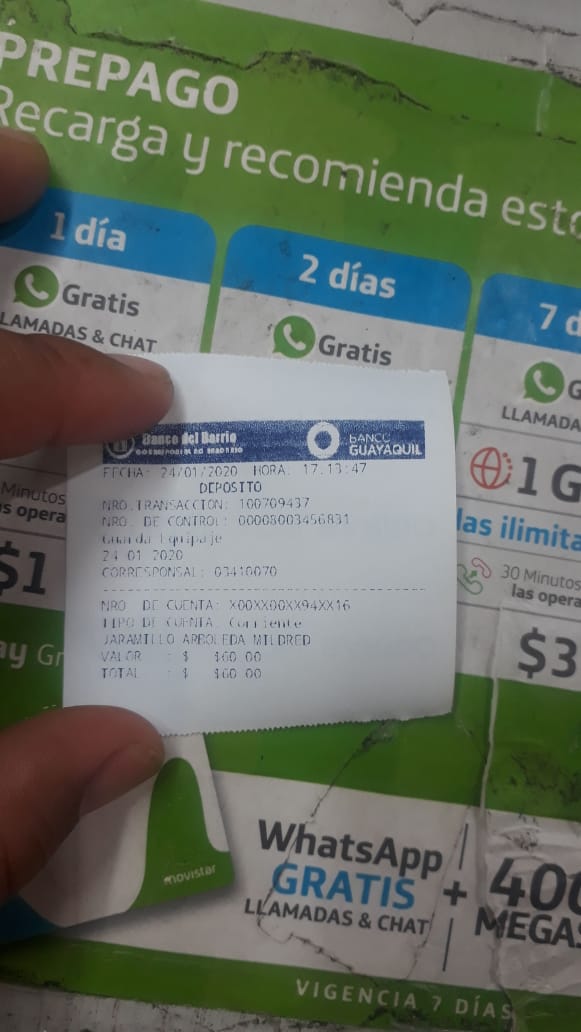 PREPAGO
Recarga y recomienda esto
1 día
Gratis
LLAMADAS & CHAT
2 días
Gratis
7 d
G
LLAMADA
1 G
las ilimita
30 Minutos
las opera
$3
Minutos
as opera
$1
ay Gr
Banco del Barrio
BANCO
GUAYAQUIL
FECHA: 24/01/2020 HORA: 17:13:47
DEPOSITO
NRO.TRANSACCION: 100709437
NRO. DE CONTROL: 00008003456831
Guarda Equipaje
24 01 2020
CORRESPONSAL: 03410070
NRO DE CUENTA: X00XX00XX94XX16
TIPO DE CUENTA: Corriente
JARAMILLO ARBOLEDA MILDRED
VALOR : $ 160.00
TOTAL : $ 160.00
movistar
WhatsApp
GRATIS
LLAMADAS & CHAT
+
400
MEGAS
VIGENCIA 7 DÍAS